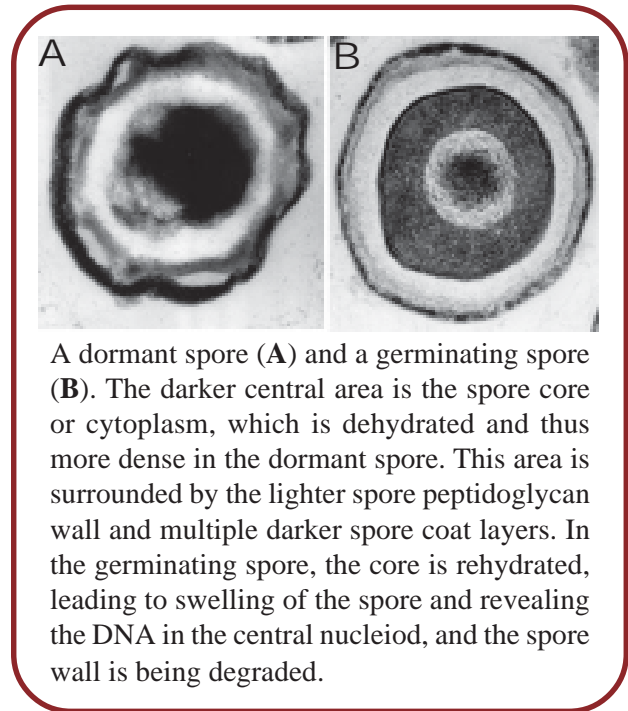 A B
A dormant spore (A) and a germinating spore
(B). The darker central area is the spore core
or cytoplasm, which is dehydrated and thus
more dense in the dormant spore. This area is
surrounded by the lighter spore peptidoglycan
wall and multiple darker spore coat layers. In
the germinating spore, the core is rehydrated,
leading to swelling of the spore and revealing
the DNA in the central nucleiod, and the spore
wall is being degraded.